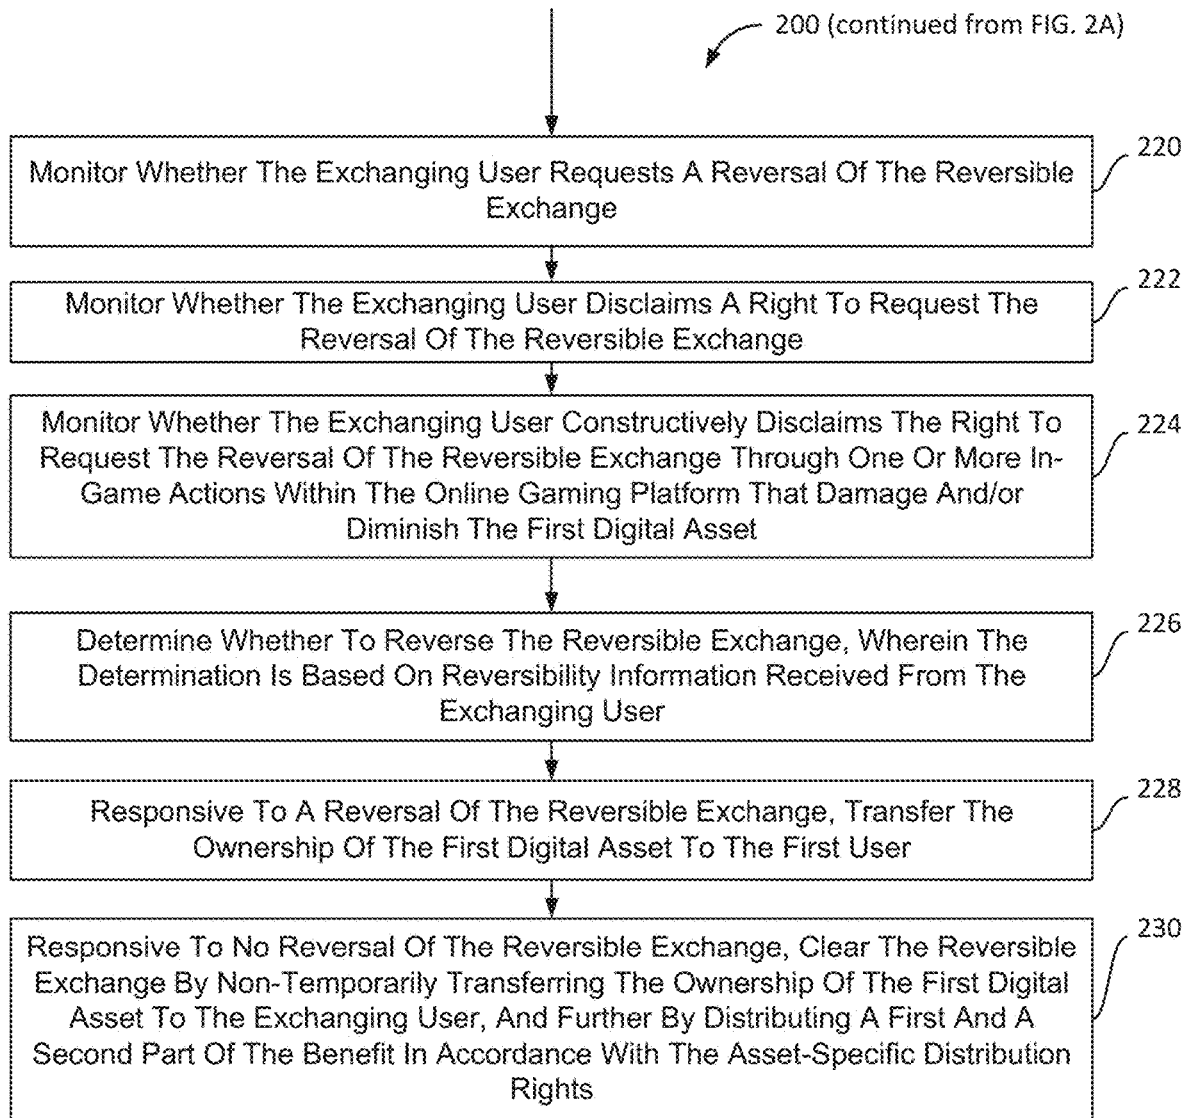 200 (continued from FIG. 2A)
220
Monitor Whether The Exchanging User Requests A Reversal Of The Reversible
Exchange
222
Monitor Whether The Exchanging User Disclaims A Right To Request The
Reversal Of The Reversible Exchange
224
Monitor Whether The Exchanging User Constructively Disclaims The Right To
Request The Reversal Of The Reversible Exchange Through One Or More In-
Game Actions Within The Online Gaming Platform That Damage And/or
Diminish The First Digital Asset
226
Determine Whether To Reverse The Reversible Exchange, Wherein The
Determination Is Based On Reversibility Information Received From The
Exchanging User
228
Responsive To A Reversal Of The Reversible Exchange, Transfer The
Ownership Of The First Digital Asset To The First User
230
Responsive To No Reversal Of The Reversible Exchange, Clear The Reversible
Exchange By Non-Temporarily Transferring The Ownership Of The First Digital
Asset To The Exchanging User, And Further By Distributing A First And A
Second Part Of The Benefit In Accordance With The Asset-Specific Distribution
Rights